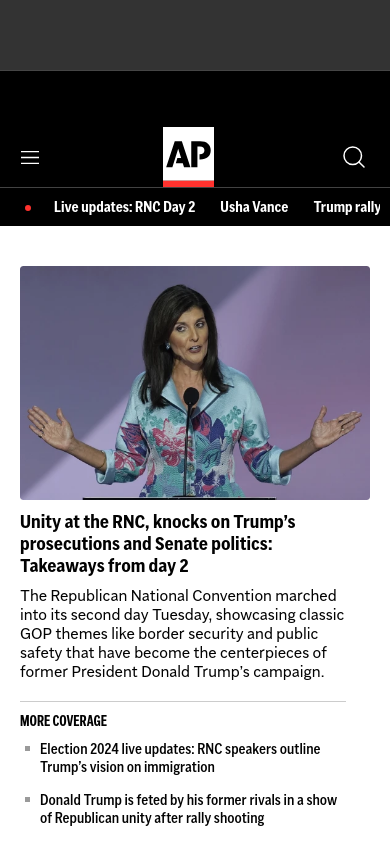 AP
Live updates: RNC Day 2 Usha Vance Trump rally
Unity at the RNC, knocks on Trump’s
prosecutions and Senate politics:
Takeaways from day 2
The Republican National Convention marched
into its second day Tuesday, showcasing classic
GOP themes like border security and public
safety that have become the centerpieces of
former President Donald Trump’s campaign.
MORE COVERAGE
Election 2024 live updates: RNC speakers outline
Trump’s vision on immigration
Donald Trump is feted by his former rivals in a show
of Republican unity after rally shooting